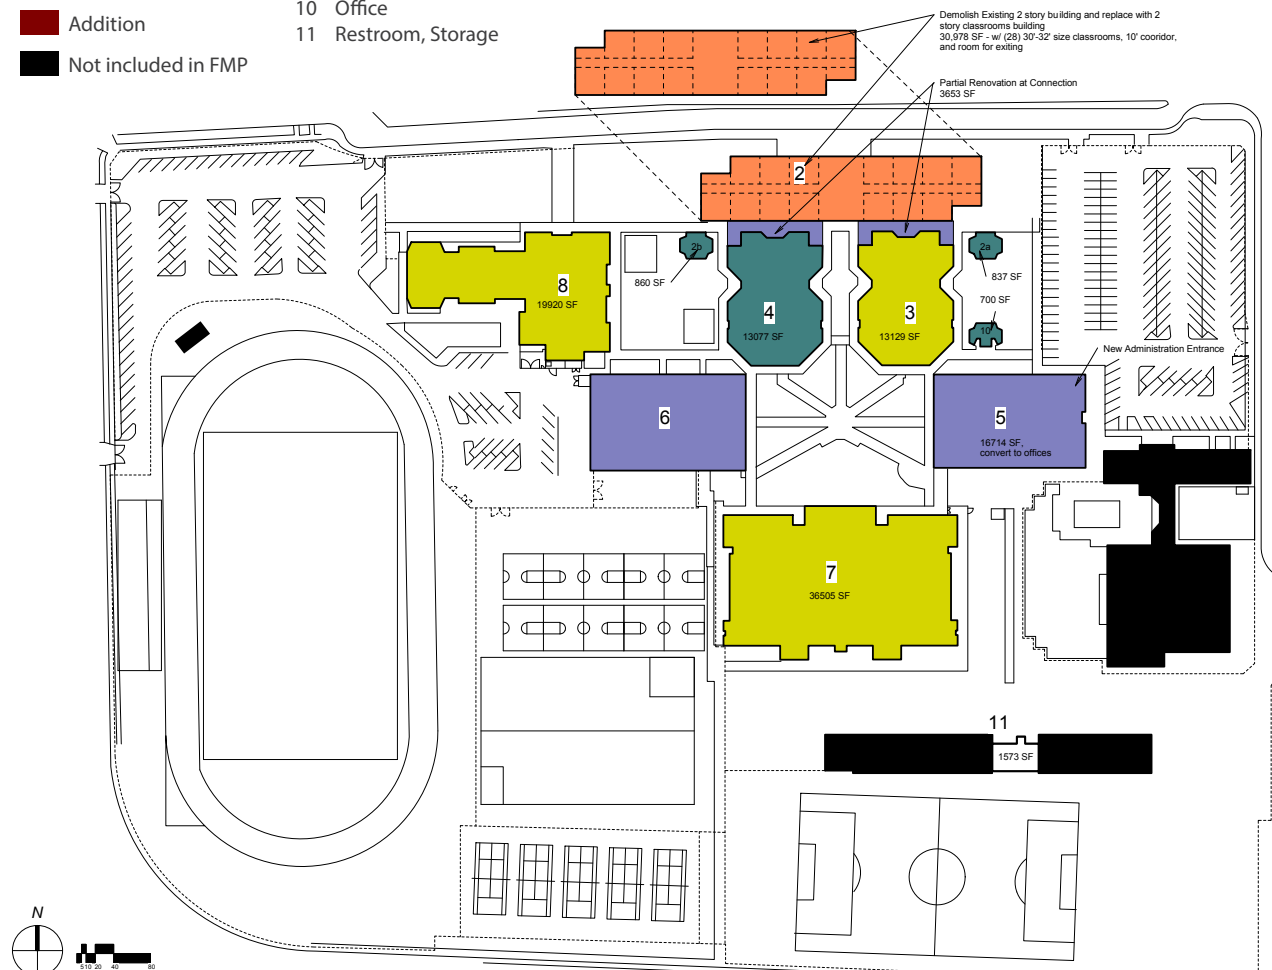 Addition
Not included in FMP
10 Office
11 Restroom, Storage
Demolish Existing 2 story building and replace with 2
story classrooms building
30,978 SF - w/ (28) 30'-32' size classrooms, 10' cooridor,
and room for exiting
Partial Renovation at Connection
3653 SF
2
2b
860 SF
2a
837 SF
700 SF
10
8
19920 SF
4
13077 SF
3
13129 SF
New Administration Entrance
6
5
16714 SF,
convert to offices
7
36505 SF
11
1573 SF
N
5 10 20 40 80